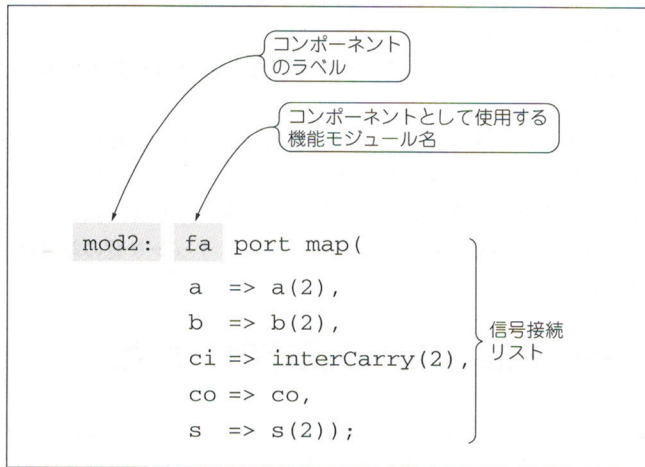 コンポーネント
のラベル
コンポーネントとして使用する
機能モジュール名
mod2: fa port map(
a => a(2),
b => b(2),
ci => interCarry(2),
co => co,
s => s(2));
信号接続
リスト